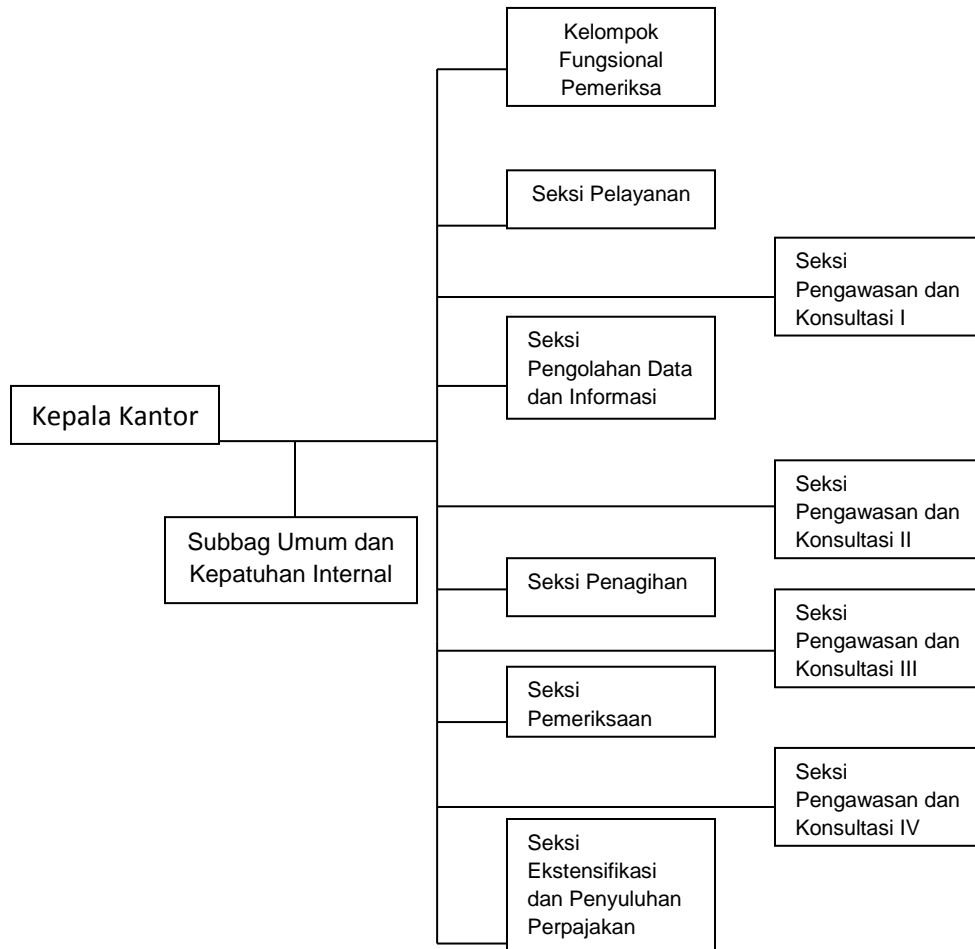 Kelompok
Fungsional
Pemeriksa
Seksi Pelayanan
Seksi
Pengawasan dan
Konsultasi I
Seksi
Pengolahan Data
dan Informasi
Kepala Kantor
Seksi
Pengawasan dan
Konsultasi II
Subbag Umum dan
Kepatuhan Internal
Seksi Penagihan
Seksi
Pengawasan dan
Konsultasi III
Seksi
Pemeriksaan
Seksi
Pengawasan dan
Konsultasi IV
Seksi
Ekstensifikasi
dan Penyuluhan
Perpajakan